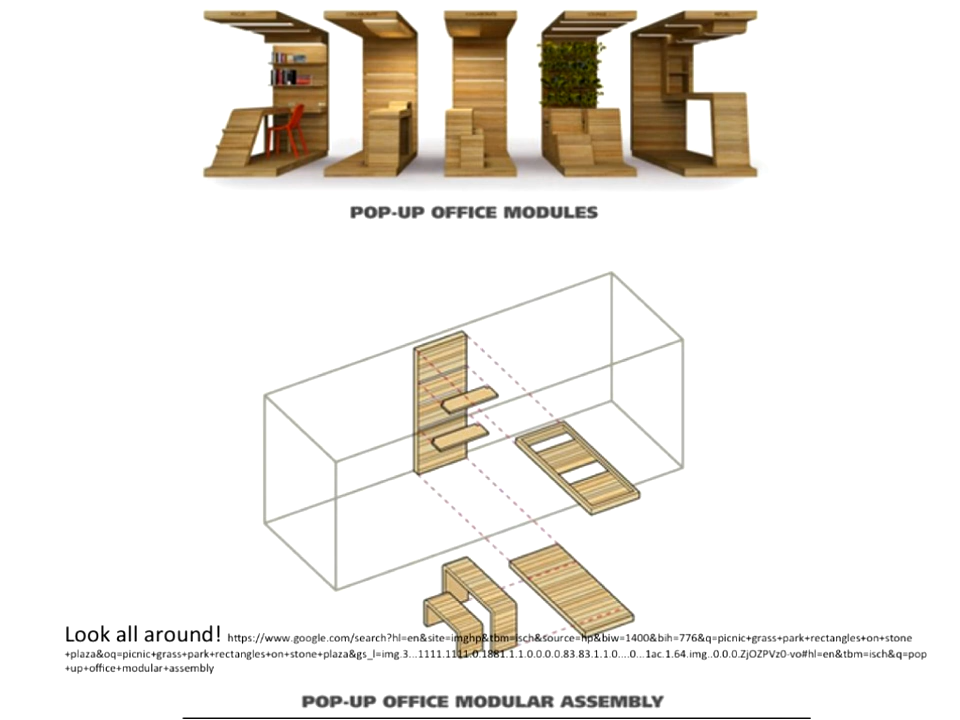 POP-UP OFFICE MODULES
Look all around! https://www.google.com/search?hl=en&site=imghp&tbm=isch&source=hp&biw=1400&bih=776&q=picnic+grass+park+rectangles+on+stone
+plaza&oq=picnic+grass+park+rectangles+on+stone+plaza&gs_l=img.3...1111.1111.0.1881.1.1.0.0.0.0.83.83.1.1.0....0...1ac.1.64.img..0.0.0.ZjOZPVz0-vo#hl=en&tbm=isch&q=pop
+up+office+modular+assembly
POP-UP OFFICE MODULAR ASSEMBLY